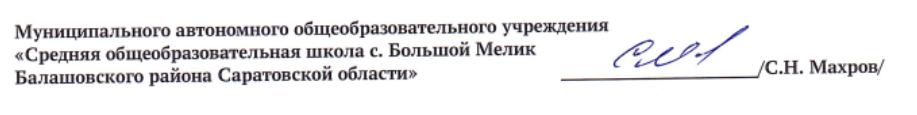 Муниципального автономного общеобразовательного учреждения
«Средняя общеобразовательная школа с. Большой Мелик
Балашовского района Саратовской области» /С.Н. Махров/